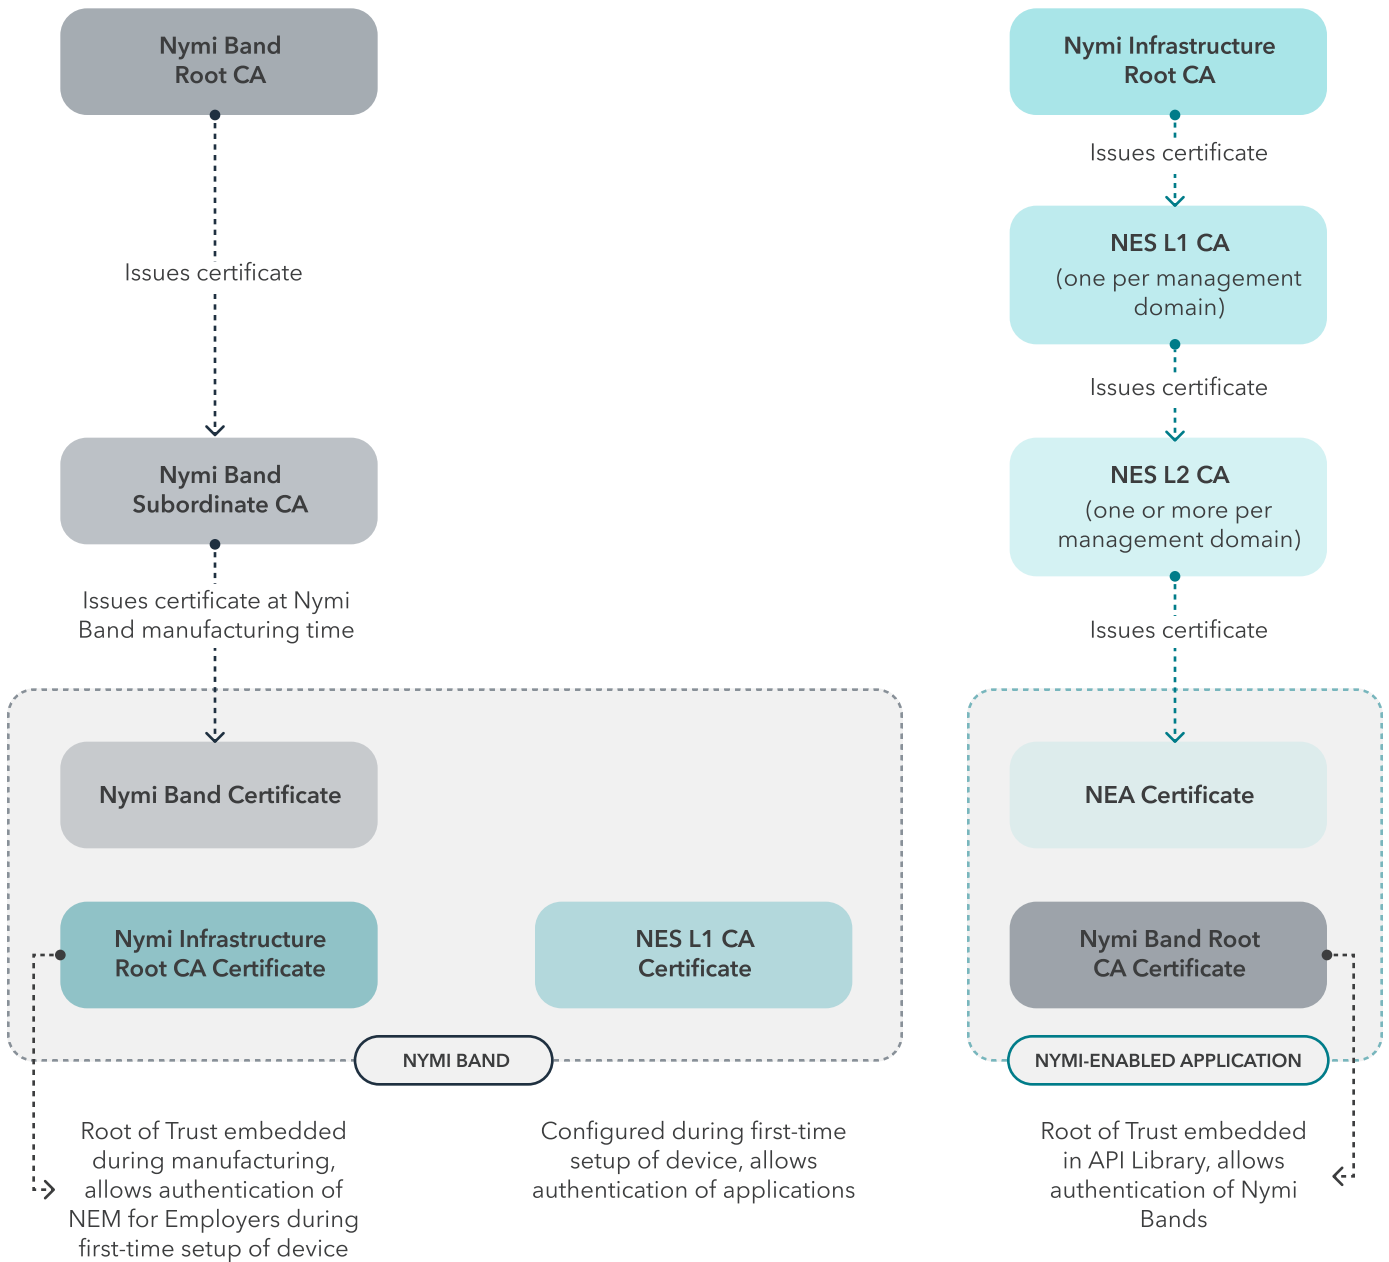 Nymi Band
Root CA
Issues certificate
Nymi Band
Subordinate CA
Issues certificate at Nymi
Band manufacturing time
Nymi Infrastructure
Root CA
Issues certificate
NES L1 CA
(one per management
domain)
Issues certificate
NES L2 CA
(one or more per
management domain)
Issues certificate
Nymi Band Certificate
Nymi Infrastructure
Root CA Certificate
NES L1 CA
Certificate
NYMI BAND
NEA Certificate
Nymi Band Root
CA Certificate
NYMI-ENABLED APPLICATION
Root of Trust embedded
during manufacturing,
allows authentication of
NEM for Employers during
first-time setup of device
Configured during first-time
setup of device, allows
authentication of applications
Root of Trust embedded
in API Library, allows
authentication of Nymi
Bands